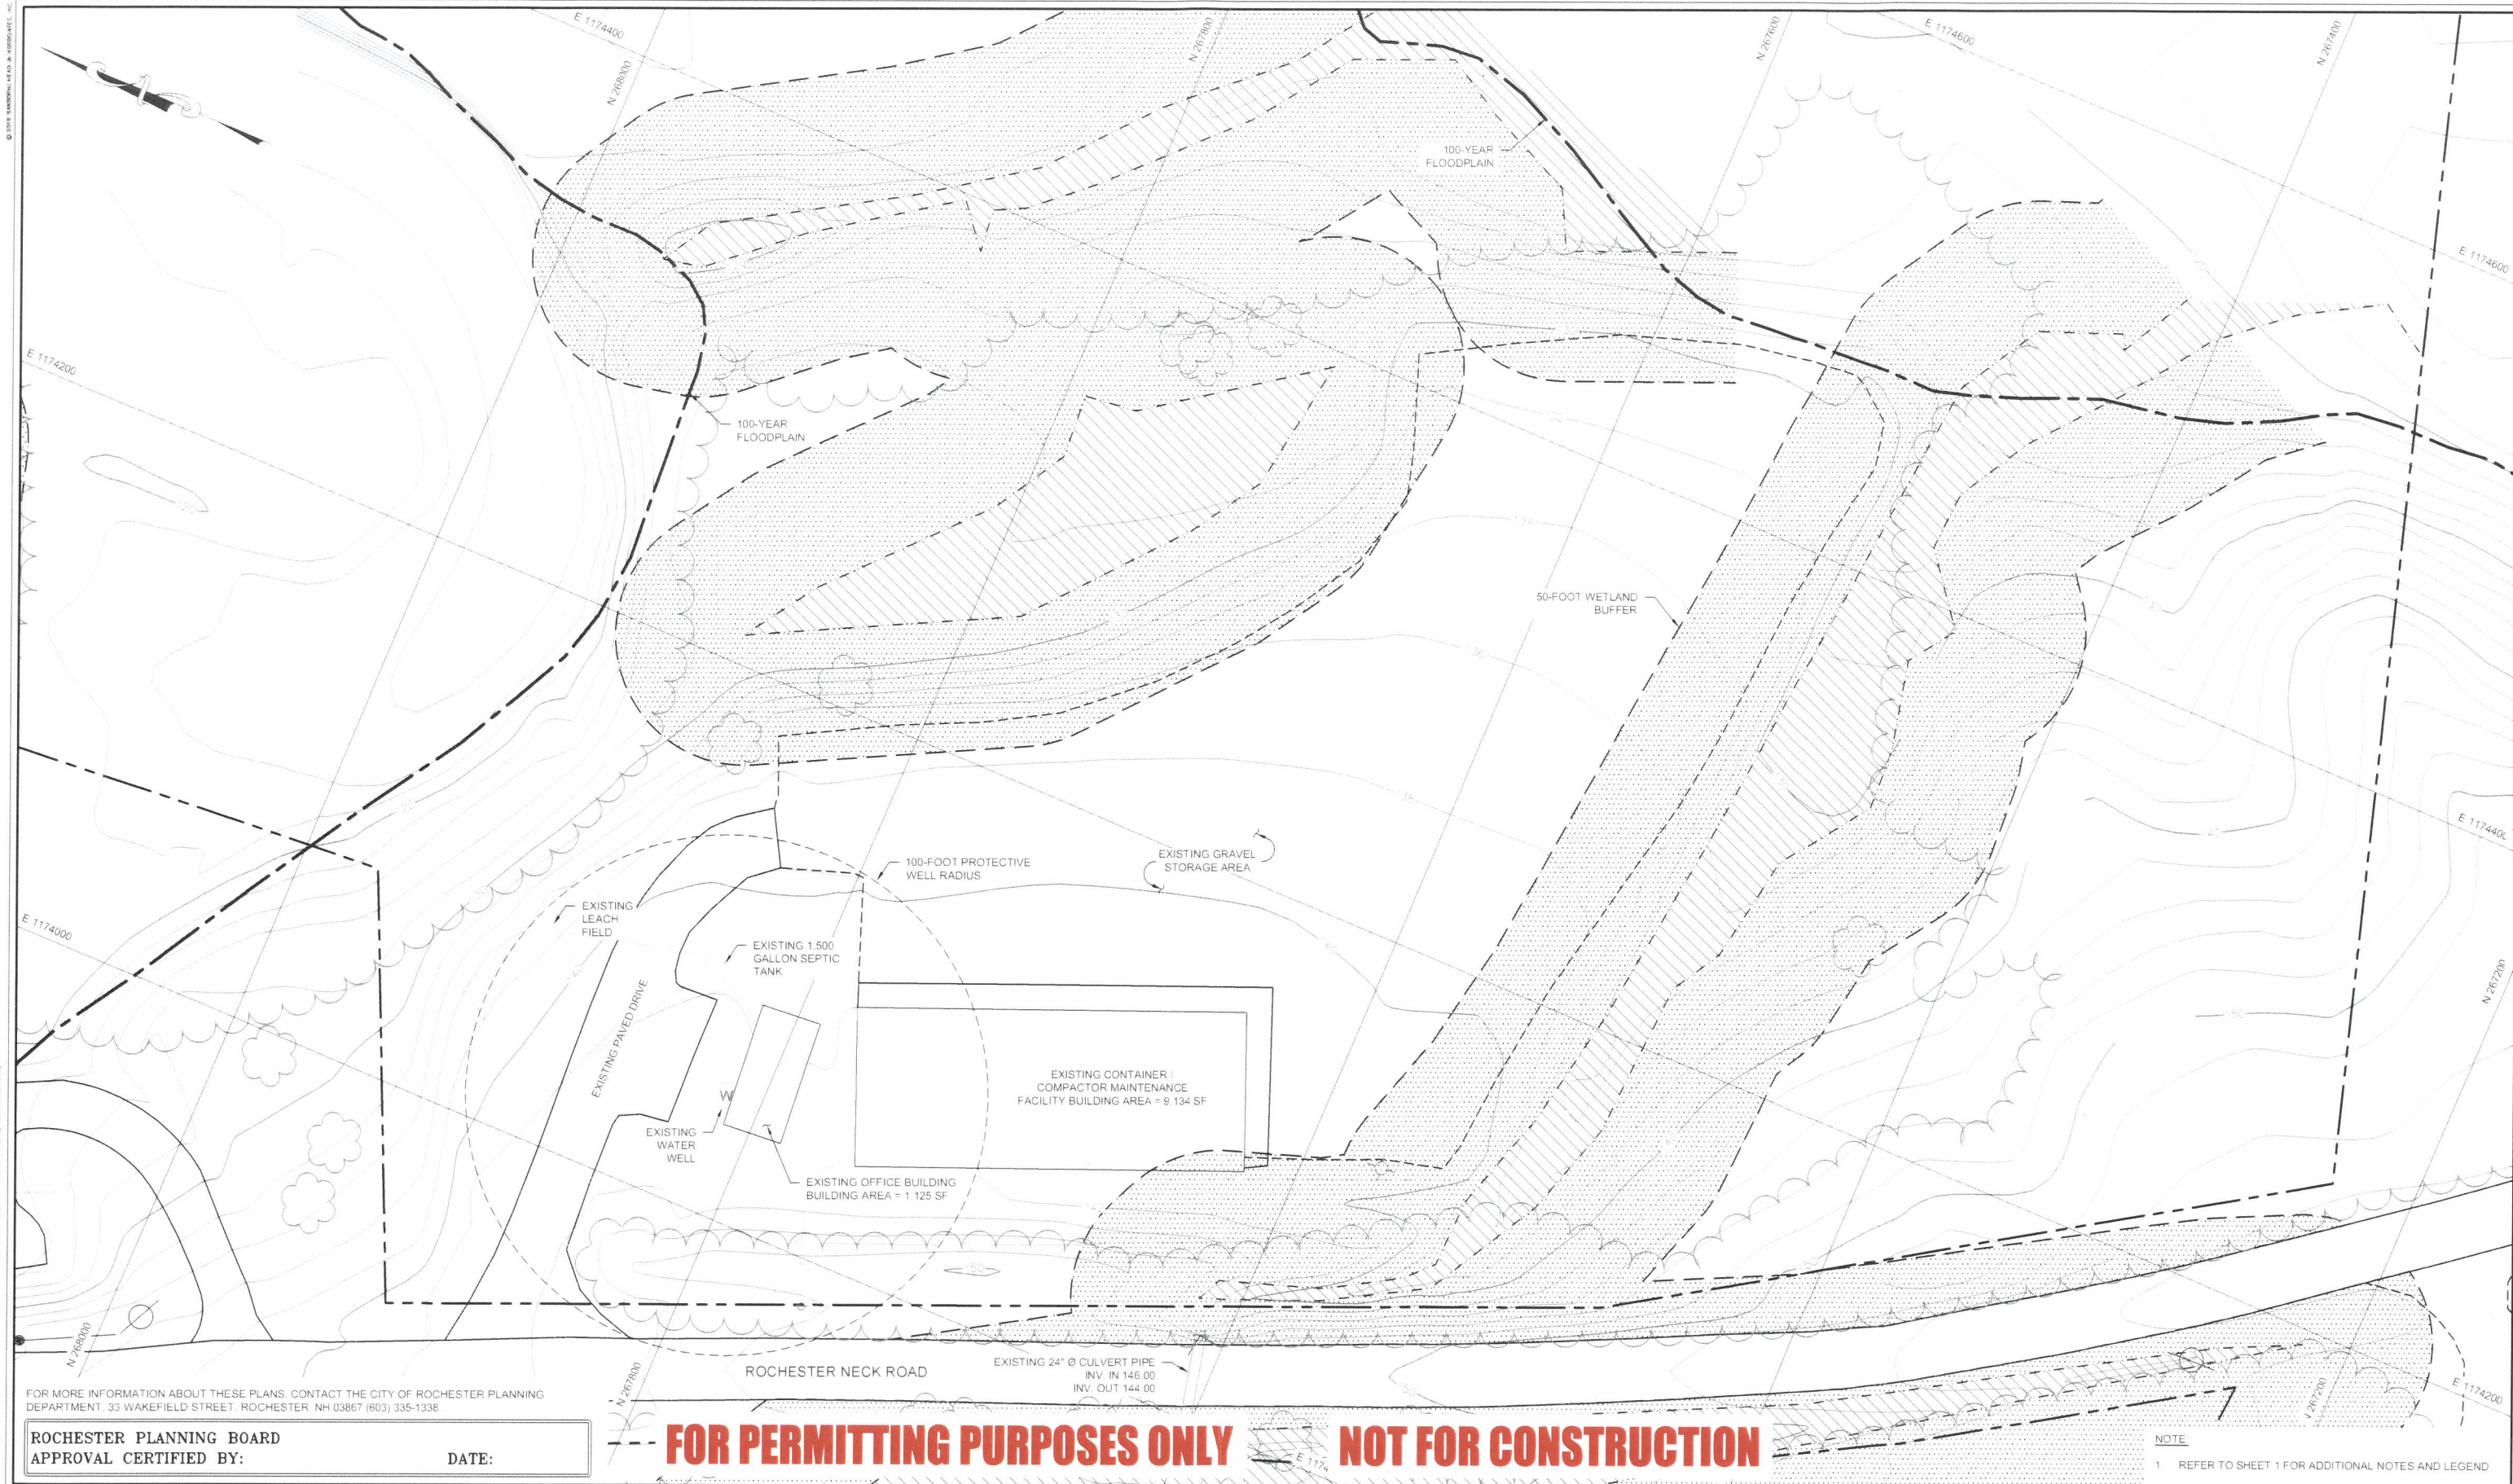 E 1174400
N 267800
N 267600
E 1174600
N 267400
N 268000
100-YEAR
FLOODPLAIN
E 1174600
E 1174200
100-YEAR
FLOODPLAIN
50-FOOT WETLAND
BUFFER
E 1174400
100-FOOT PROTECTIVE
WELL RADIUS
EXISTING GRAVEL
STORAGE AREA
EXISTING
LEACH
FIELD
E 1174000
EXISTING 1,500
GALLON SEPTIC
TANK
N 267200
EXISTING PAVED DRIVE
EXISTING CONTAINER /
COMPACTOR MAINTENANCE
FACILITY BUILDING AREA = 9,134 SF
W
EXISTING
WATER
WELL
EXISTING OFFICE BUILDING
BUILDING AREA = 1,125 SF
150
N 268000
N 267800
ROCHESTER NECK ROAD
EXISTING 24" Ø CULVERT PIPE
INV. IN 146.00
INV. OUT 144.00
E 1174200
N 267200
FOR MORE INFORMATION ABOUT THESE PLANS, CONTACT THE CITY OF ROCHESTER PLANNING
DEPARTMENT, 33 WAKEFIELD STREET, ROCHESTER, NH 03867 (603) 335-1338
ROCHESTER PLANNING BOARD
APPROVAL CERTIFIED BY: DATE:
FOR PERMITTING PURPOSES ONLY
NOT FOR CONSTRUCTION
E 1174
NOTE
1 REFER TO SHEET 1 FOR ADDITIONAL NOTES AND LEGEND